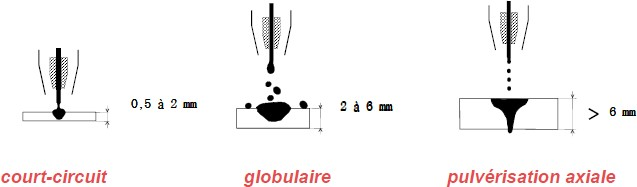 0,5 à 2 mm
2 à 6 mm
> 6 mm
court-circuit
globulaire
pulvérisation axiale